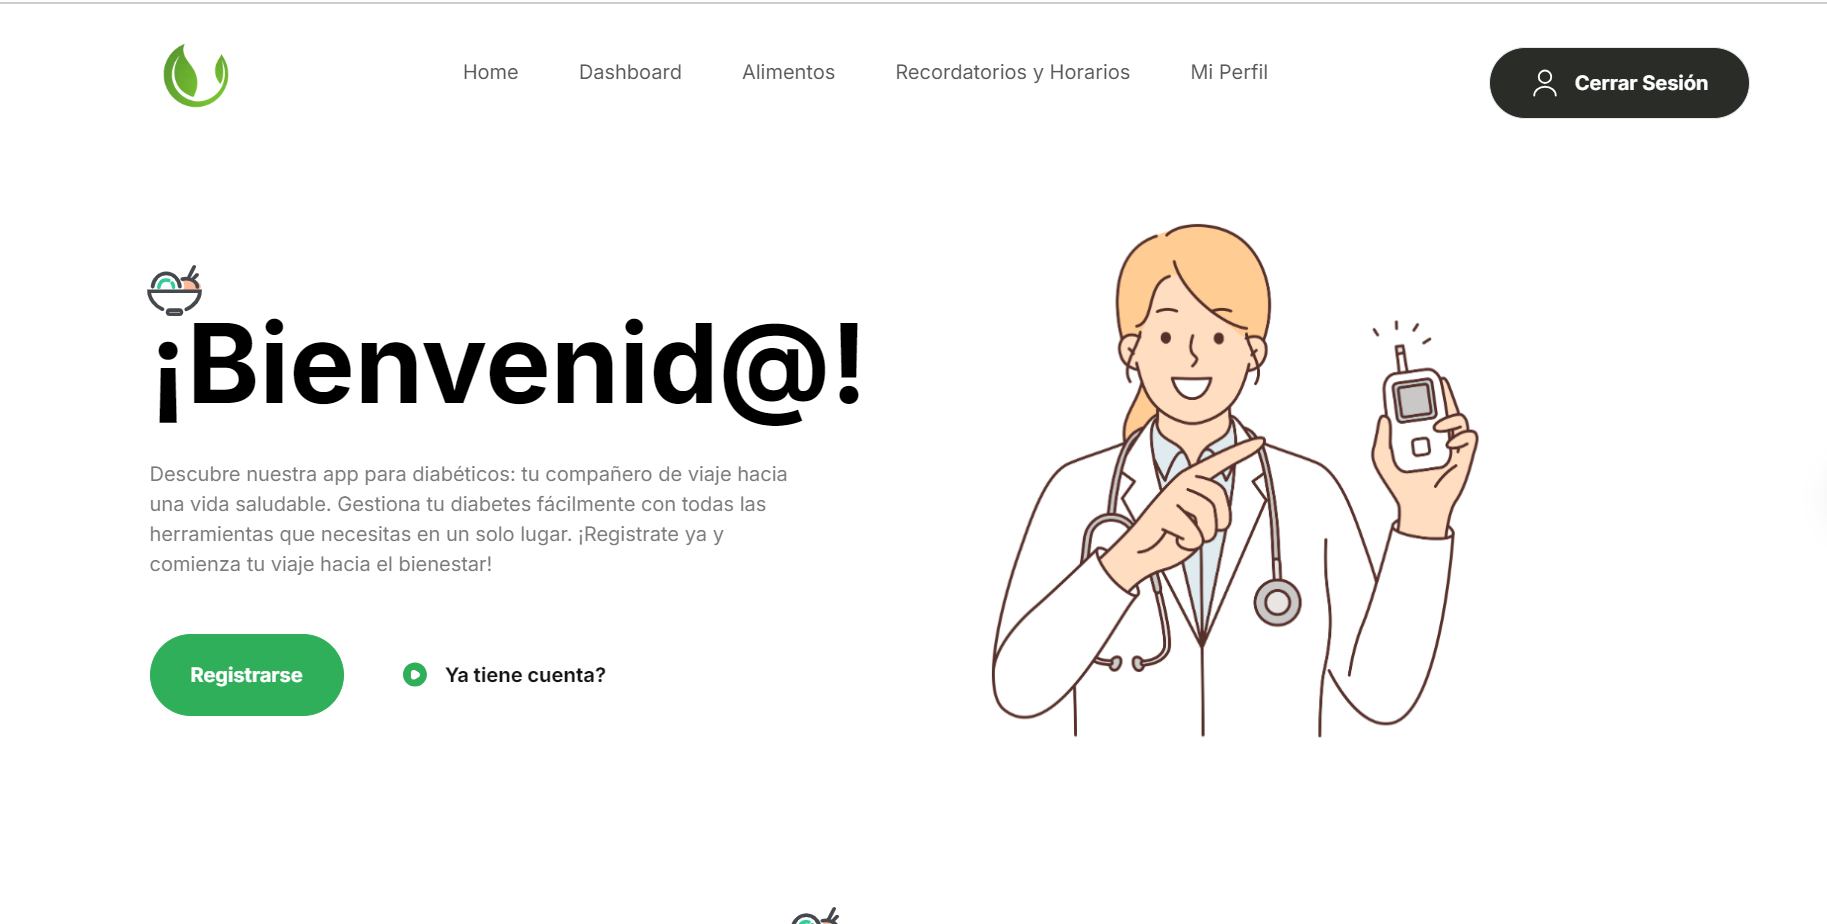 Home
Dashboard
Alimentos
Recordatorios y Horarios
Mi Perfil
Cerrar Sesión
¡Bienvenid@!
Descubre nuestra app para diabéticos: tu compañero de viaje hacia
una vida saludable. Gestiona tu diabetes fácilmente con todas las
herramientas que necesitas en un solo lugar. ¡Registrate ya y
comienza tu viaje hacia el bienestar!
Registrarse
Ya tiene cuenta?